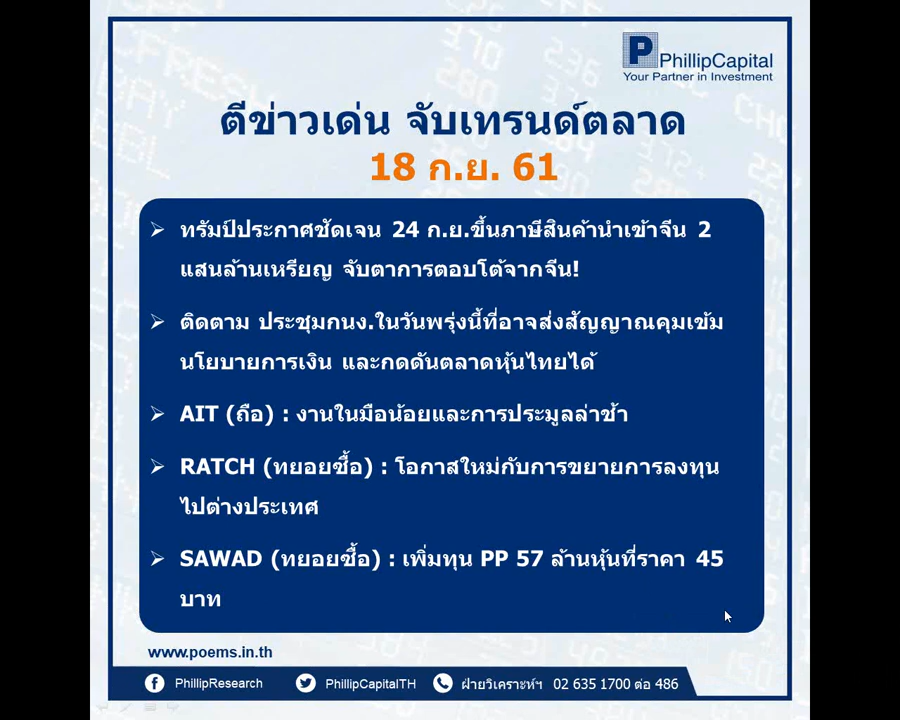 P PhillipCapital
Your Partner in Investment
ตีข่าวเด่น จับเทรนด์ตลาด
18 ก.ย. 61
ทรัมป์ประกาศชัดเจน 24 ก.ย.ขึ้นภาษีสินค้านำเข้าจีน 2
แสนล้านเหรียญ จับตาการตอบโต้จากจีน!
ติดตาม ประชุมกนง.ในวันพรุ่งนี้ที่อาจส่งสัญญาณคุมเข้ม
นโยบายการเงิน และกดดันตลาดหุ้นไทยได้
AIT (ถือ) : งานในมือน้อยและการประมูลล่าช้า
RATCH (ทยอยซื้อ) : โอกาสใหม่กับการขยายการลงทุน
ไปต่างประเทศ
SAWAD (ทยอยซื้อ) : เพิ่มทุน PP 57 ล้านหุ้นที่ราคา 45
บาท
www.poems.in.th
PhillipResearch PhillipCapitalTH ฝ่ายวิเคราะห์ฯ 02 635 1700 ต่อ 486